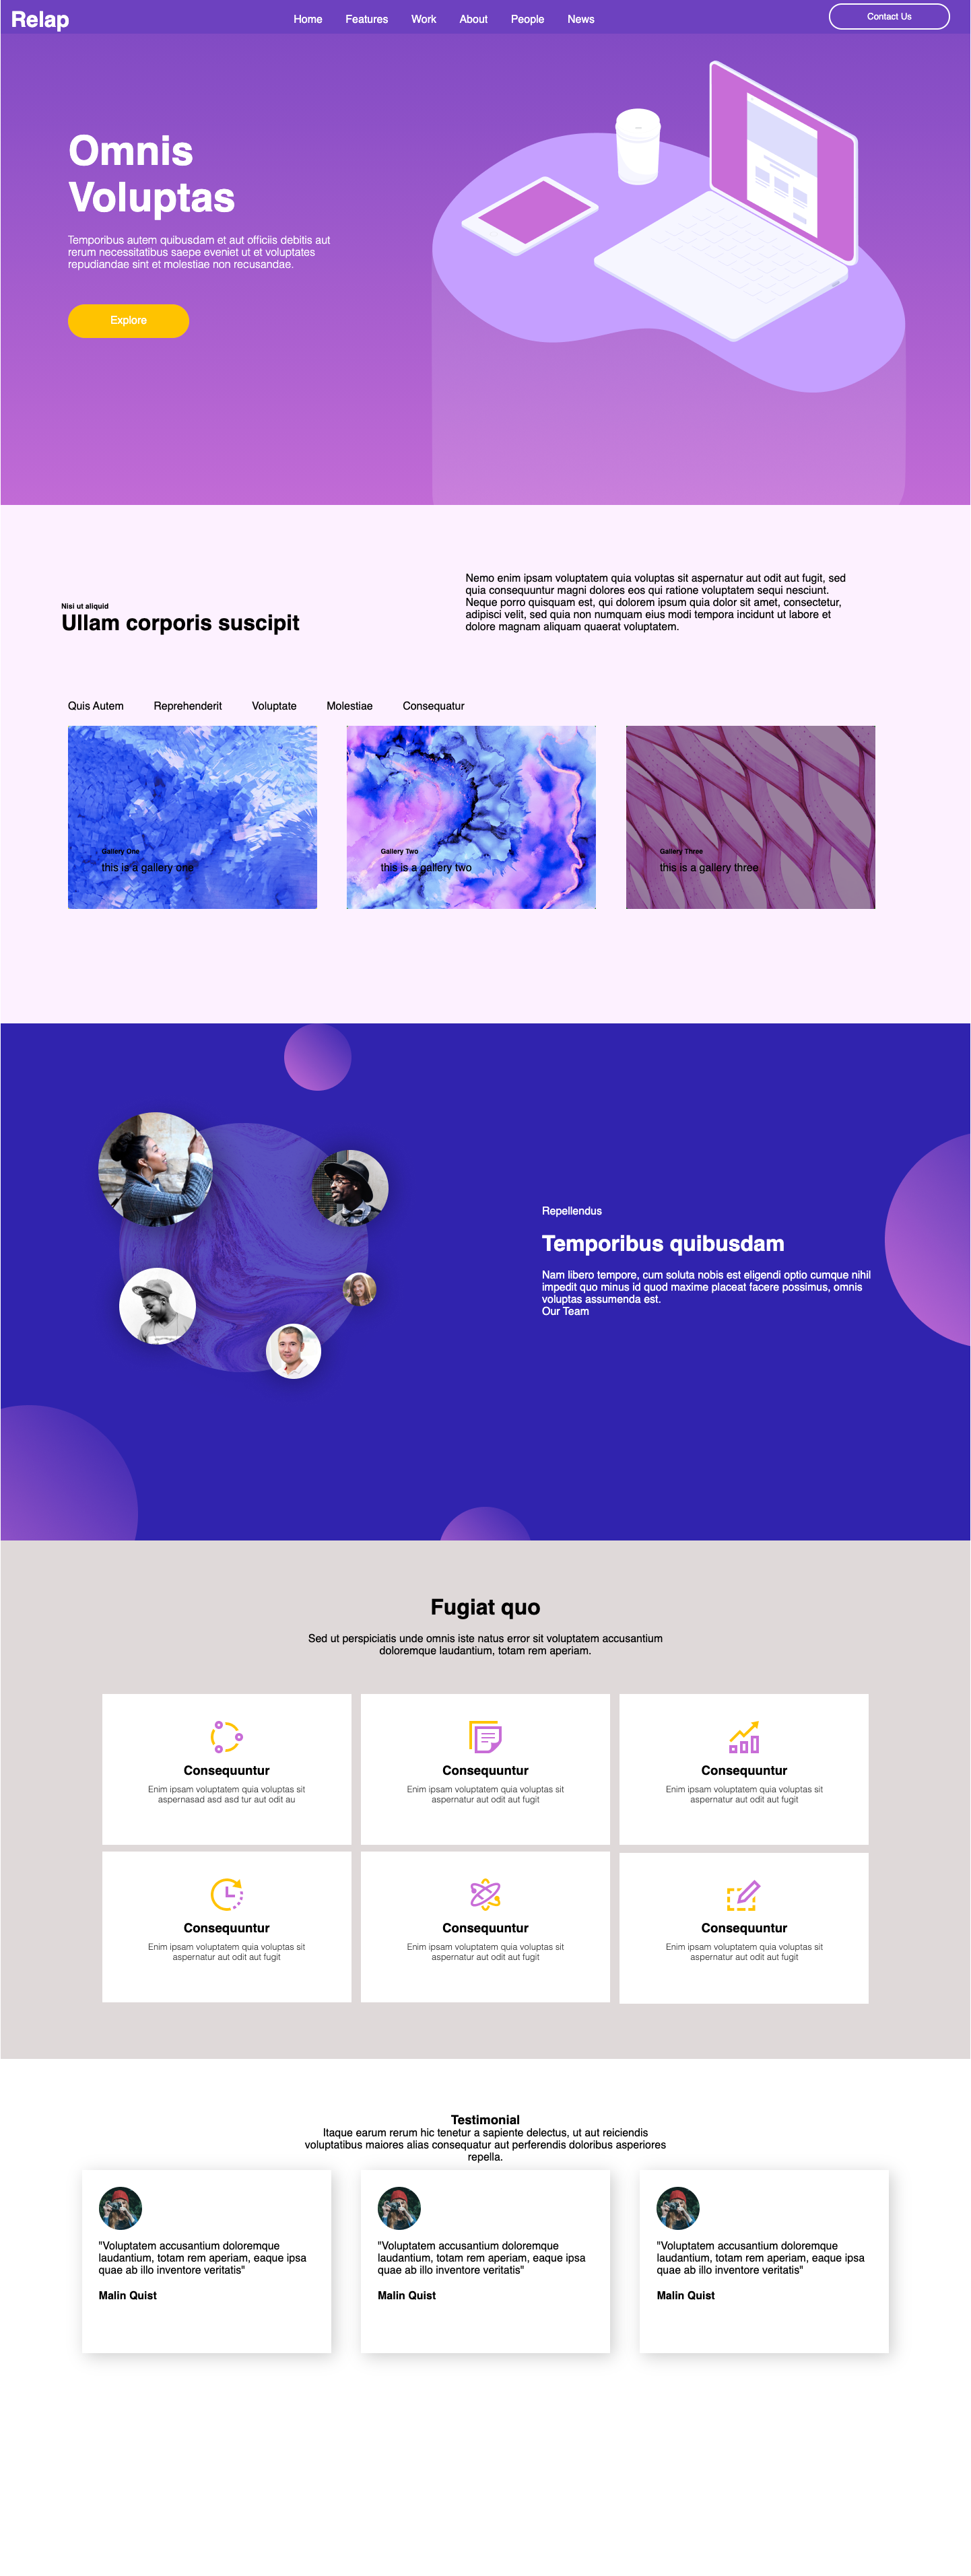 Relap
Home Features Work About People News
Contact Us
Omnis
Voluptas
Temporibus autem quibusdam et aut officiis debitis aut
rerum necessitatibus saepe eveniet ut et voluptates
repudiandae sint et molestiae non recusandae.
Explore
Nisi ut aliquid
Ullam corporis suscipit
Nemo enim ipsam voluptatem quia voluptas sit aspernatur aut odit aut fugit, sed
quia consequuntur magni dolores eos qui ratione voluptatem sequi nesciunt.
Neque porro quisquam est, qui dolorem ipsum quia dolor sit amet, consectetur,
adipisci velit, sed quia non numquam eius modi tempora incidunt ut labore et
dolore magnam aliquam quaerat voluptatem.
Quis Autem Reprehenderit Voluptate Molestiae Consequatur
Gallery One
this is a gallery one
Gallery Two
this is a gallery two
Gallery Three
this is a gallery three
Repellendus
Temporibus quibusdam
Nam libero tempore, cum soluta nobis est eligendi optio cumque nihil
impedit quo minus id quod maxime placeat facere possimus, omnis
voluptas assumenda est.
Our Team
Fugiat quo
Sed ut perspiciatis unde omnis iste natus error sit voluptatem accusantium
doloremque laudantium, totam rem aperiam.
Consequuntur
Enim ipsam voluptatem quia voluptas sit
aspernasad asd asd tur aut odit au
Consequuntur
Enim ipsam voluptatem quia voluptas sit
aspernatur aut odit aut fugit
Consequuntur
Enim ipsam voluptatem quia voluptas sit
aspernatur aut odit aut fugit
Consequuntur
Enim ipsam voluptatem quia voluptas sit
aspernatur aut odit aut fugit
Consequuntur
Enim ipsam voluptatem quia voluptas sit
aspernatur aut odit aut fugit
Consequuntur
Enim ipsam voluptatem quia voluptas sit
aspernatur aut odit aut fugit
Testimonial
Itaque earum rerum hic tenetur a sapiente delectus, ut aut reiciendis
voluptatibus maiores alias consequatur aut perferendis doloribus asperiores
repella.
"Voluptatem accusantium doloremque
laudantium, totam rem aperiam, eaque ipsa
quae ab illo inventore veritatis"
Malin Quist
"Voluptatem accusantium doloremque
laudantium, totam rem aperiam, eaque ipsa
quae ab illo inventore veritatis"
Malin Quist
"Voluptatem accusantium doloremque
laudantium, totam rem aperiam, eaque ipsa
quae ab illo inventore veritatis"
Malin Quist